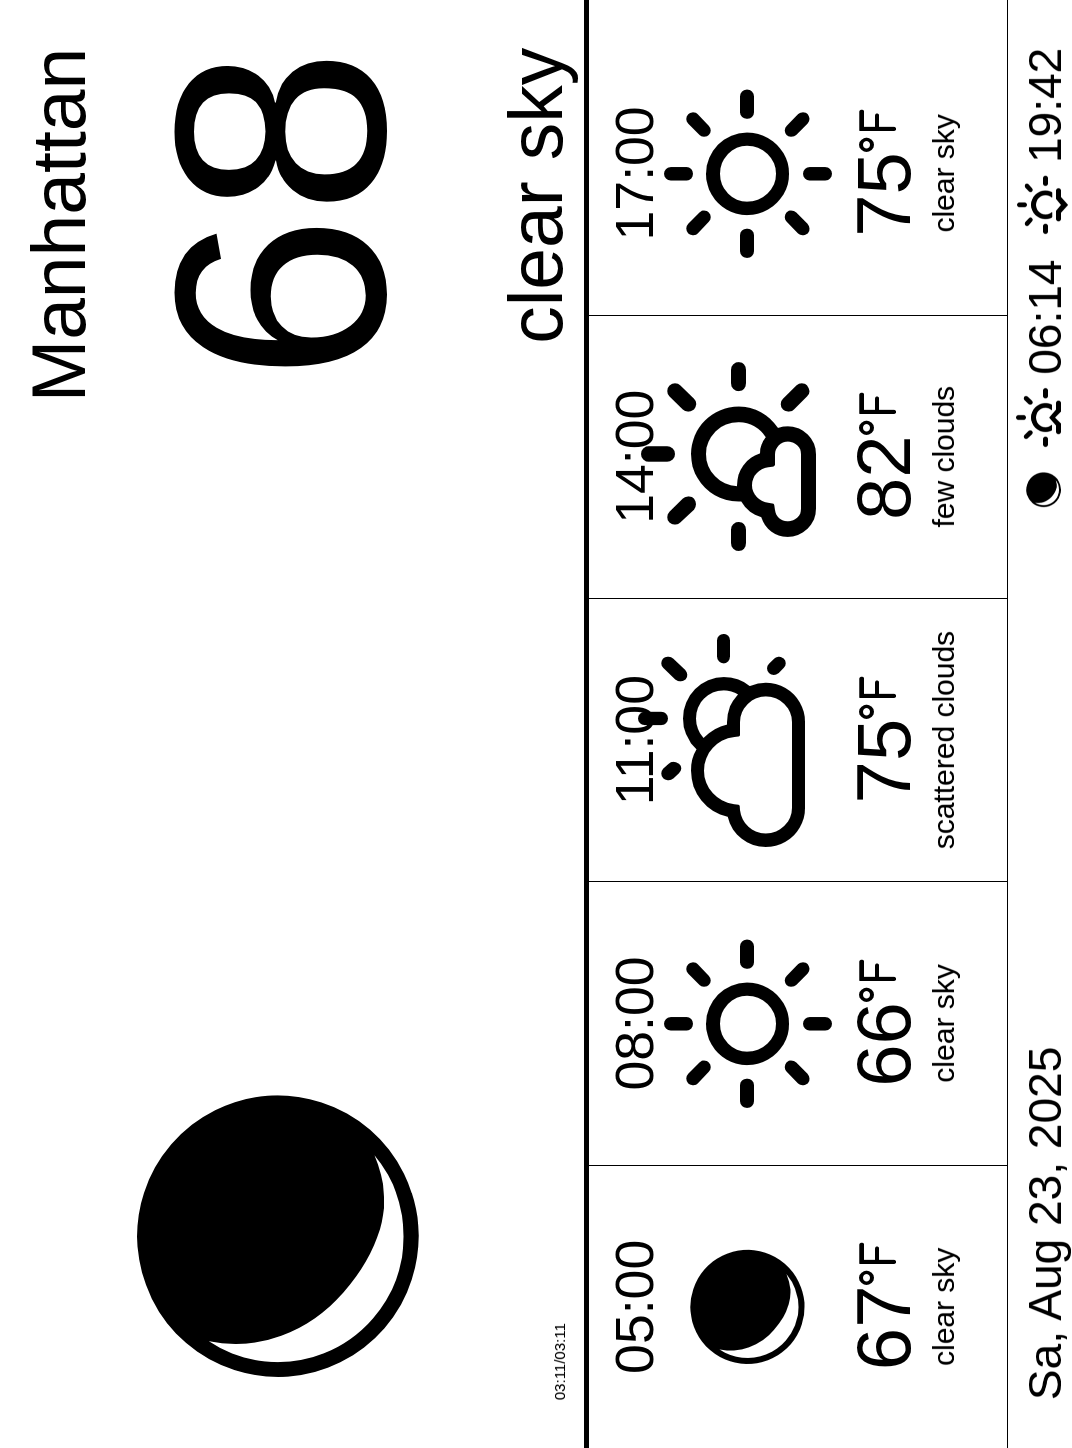 Manhattan
68
clear sky
03:11/03:11
05:00 08:00 11:00 14:00 17:00
67°F 66°F 75°F 82°F 75°F
clear sky clear sky scattered clouds few clouds clear sky
Sa, Aug 23, 2025 06:14 19:42